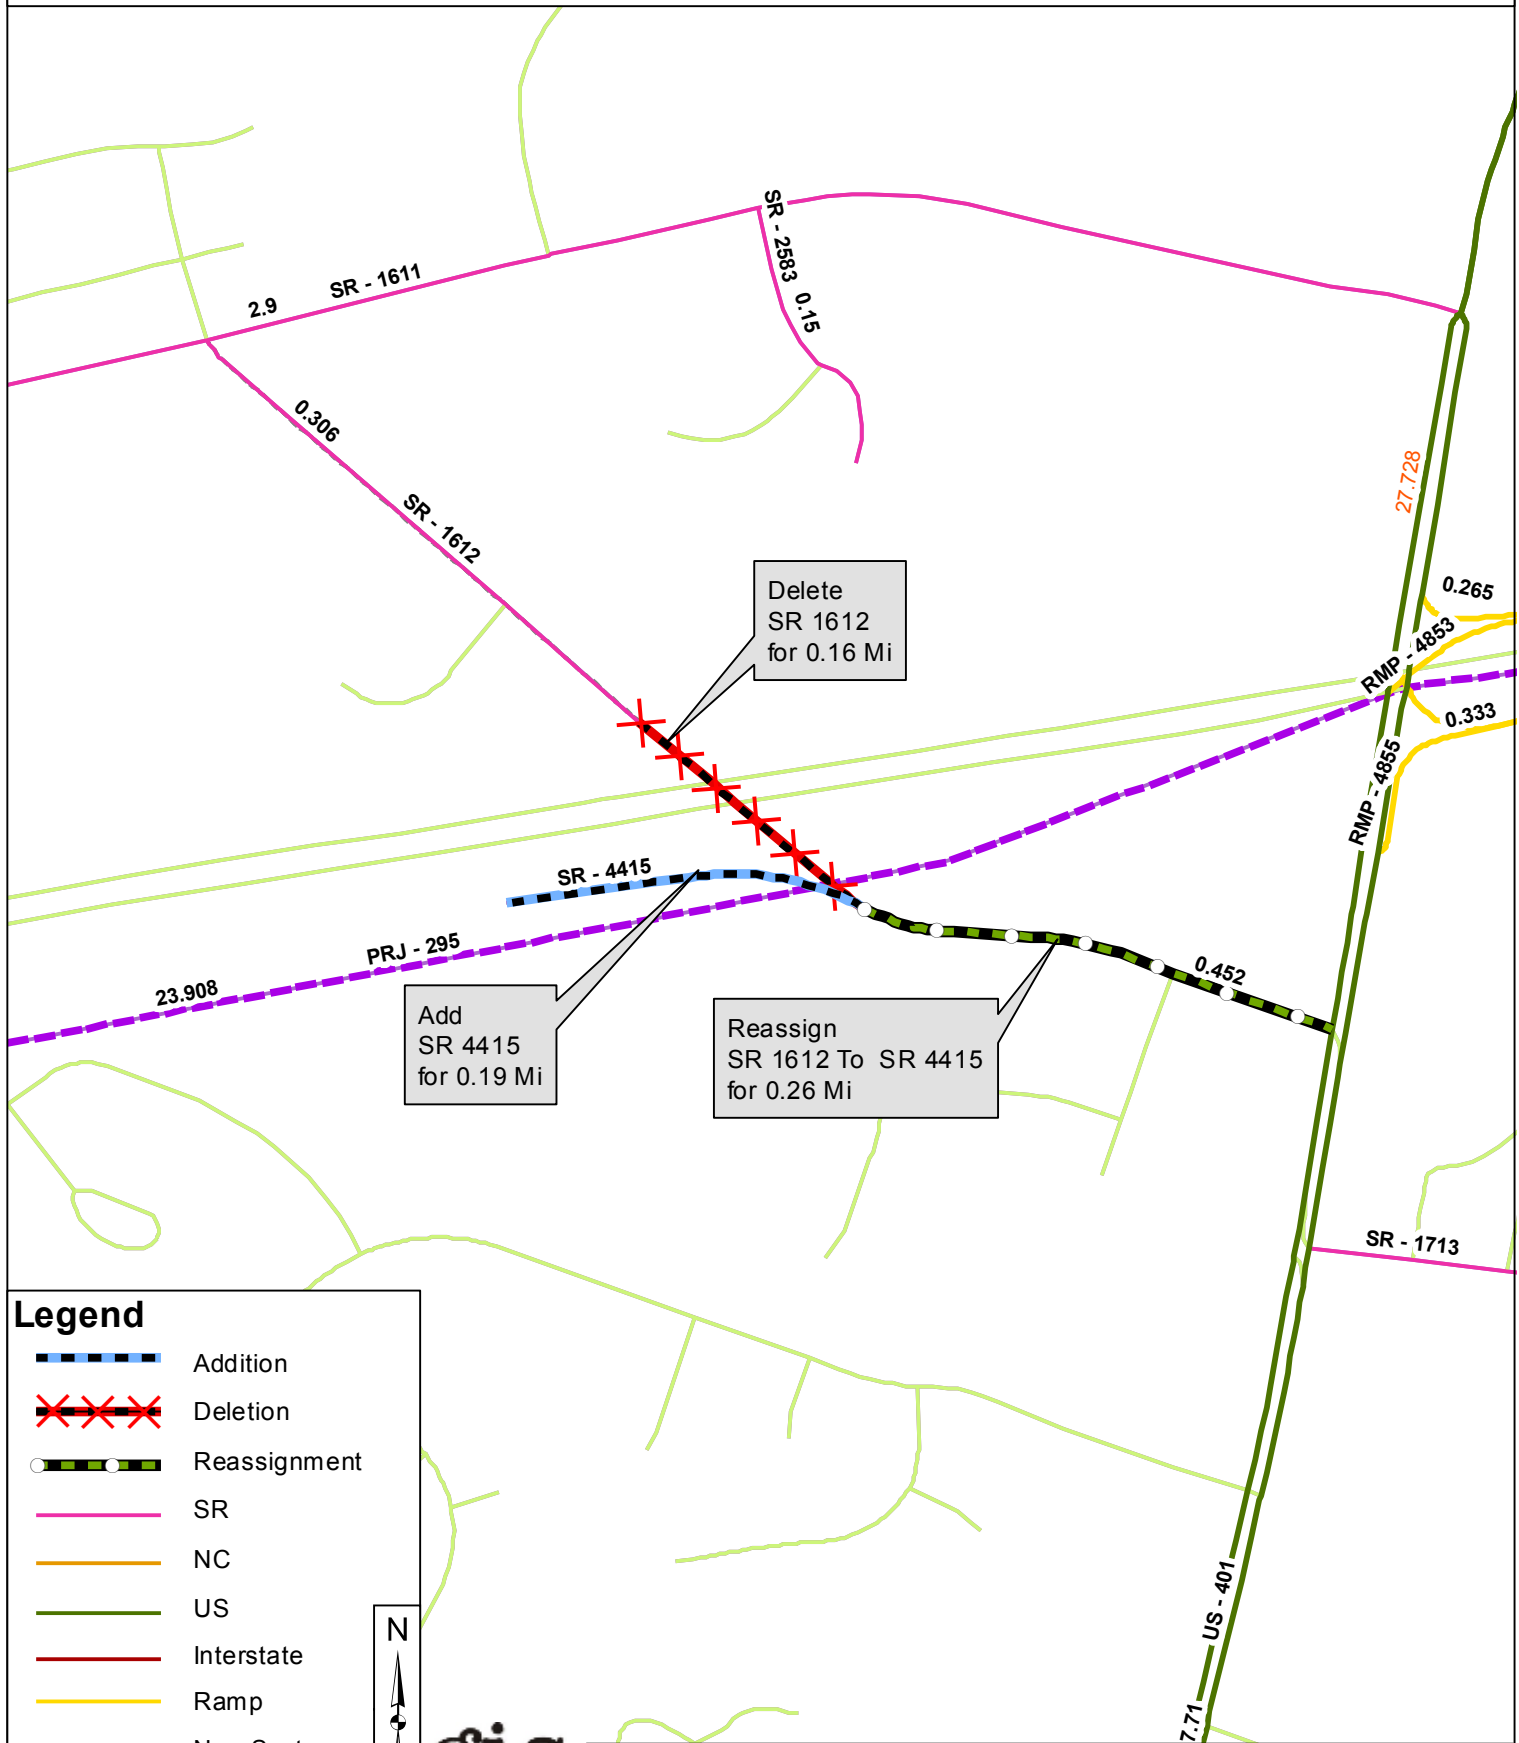 SR - 2583 0.15
SR - 1611
2.9
0.306
SR - 1612
27.728
Delete
SR 1612
for 0.16 Mi
0.265
RMP - 4853
0.333
RMP - 4855
SR - 4415
PRJ - 295
23.908
0.452
Add
SR 4415
for 0.19 Mi
Reassign
SR 1612 To SR 4415
for 0.26 Mi
SR - 1713
US - 401
7.71
Legend
Addition
Deletion
Reassignment
SR
NC
US
Interstate
Ramp
N